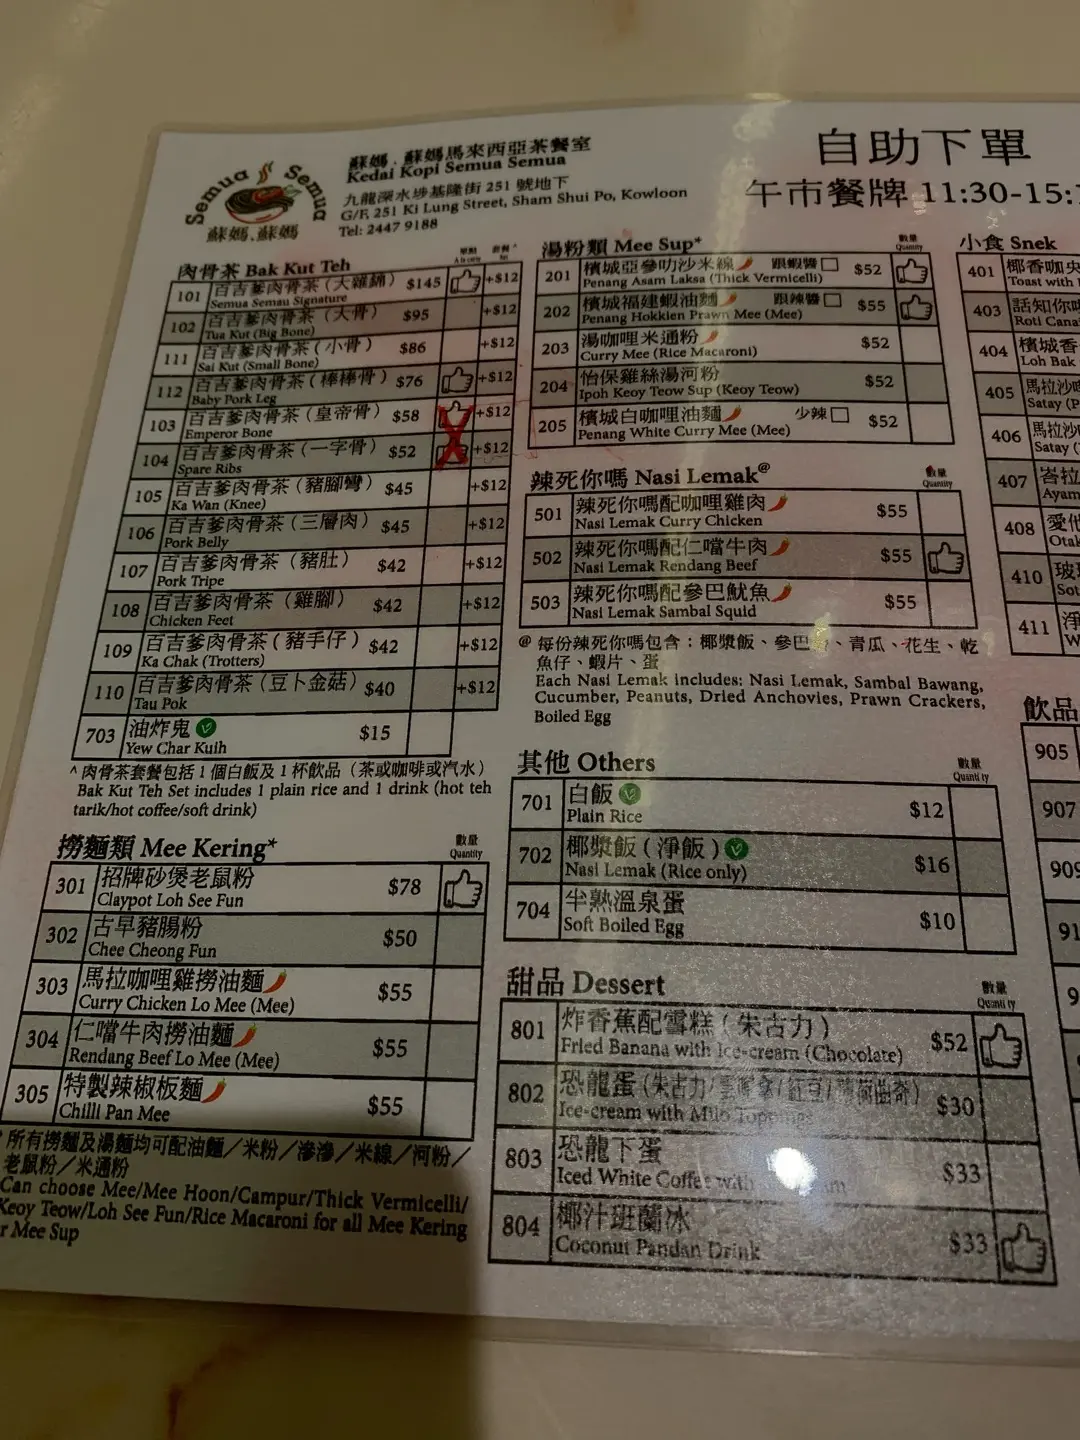 Semua Semua
蘇媽.蘇媽
蘇媽．蘇媽馬來西亞茶餐室
Kedai Kopi Semua Semua
九龍深水埗基隆街 251 號地下
G/F, 251 Ki Lung Street, Sham Shui Po, Kowloon
Tel: 2447 9188
自助下單
午市餐牌 11:30-15:
肉骨茶 Bak Kut Teh
101 百吉爹肉骨茶（大雜錦） $145 +$12
Semua Semau Signature
102 百吉爹肉骨茶（大骨） $95 +$12
Tua Kut (Big Bone)
111 百吉爹肉骨茶（小骨） $86 +$12
Sai Kut (Small Bone)
112 百吉爹肉骨茶（棒棒骨） $76 +$12
Baby Pork Leg
103 百吉爹肉骨茶（皇帝骨） $58 +$12
Emperor Bone
104 百吉爹肉骨茶（一字骨） $52 +$12
Spare Ribs
105 百吉爹肉骨茶（豬腳彎） $45 +$12
Ka Wan (Knee)
106 百吉爹肉骨茶（三層肉） $45 +$12
Pork Belly
107 百吉爹肉骨茶（豬肚） $42 +$12
Pork Tripe
108 百吉爹肉骨茶（雞腳） $42 +$12
Chicken Feet
109 百吉爹肉骨茶（豬手仔） $42 +$12
Ka Chak (Trotters)
110 百吉爹肉骨茶（豆卜金菇） $40 +$12
Tau Pok
703 油炸鬼 $15
Yew Char Kuih
^ 肉骨茶套餐包括 1 個白飯及 1 杯飲品（茶或咖啡或汽水）
Bak Kut Teh Set includes 1 plain rice and 1 drink (hot teh
tarik/hot coffee/soft drink)
撈麵類 Mee Kering* 數量
Quantity
301 招牌砂煲老鼠粉 $78
Claypot Loh See Fun
302 古早豬腸粉 $50
Chee Cheong Fun
303 馬拉咖喱雞撈油麵 $55
Curry Chicken Lo Mee (Mee)
304 仁噹牛肉撈油麵 $55
Rendang Beef Lo Mee (Mee)
305 特製辣椒板麵 $55
Chilli Pan Mee
所有撈麵及湯麵均可配油麵／米粉／滲滲／米線／河粉／
老鼠粉／米通粉
Can choose Mee/Mee Hoon/Campur/Thick Vermicelli/
Keoy Teow/Loh See Fun/Rice Macaroni for all Mee Kering
r Mee Sup
湯粉類 Mee Sup* 數量
Quantity
201 檳城亞參叻沙米線 跟蝦醬 $52
Penang Asam Laksa (Thick Vermicelli)
202 檳城福建蝦油麵 跟辣醬 $55
Penang Hokkien Prawn Mee (Mee)
203 湯咖哩米通粉 $52
Curry Mee (Rice Macaroni)
204 怡保雞絲湯河粉 $52
Ipoh Keoy Teow Sup (Keoy Teow)
205 檳城白咖哩油麵 少辣 $52
Penang White Curry Mee (Mee)
辣死你嗎 Nasi Lemak@ 數量
Quantity
501 辣死你嗎配咖哩雞肉 $55
Nasi Lemak Curry Chicken
502 辣死你嗎配仁噹牛肉 $55
Nasi Lemak Rendang Beef
503 辣死你嗎配參巴魷魚 $55
Nasi Lemak Sambal Squid
@ 每份辣死你嗎包含：椰漿飯、參巴、青瓜、花生、乾
魚仔、蝦片、蛋
Each Nasi Lemak includes: Nasi Lemak, Sambal Bawang,
Cucumber, Peanuts, Dried Anchovies, Prawn Crackers,
Boiled Egg
其他 Others 數量
Quantity
701 白飯 $12
Plain Rice
702 椰漿飯（淨飯） $16
Nasi Lemak (Rice only)
704 半熟溫泉蛋 $10
Soft Boiled Egg
甜品 Dessert 數量
Quantity
801 炸香蕉配雪糕（朱古力） $52
Fried Banana with Ice-cream (Chocolate)
802 恐龍蛋(朱古力/ $30
Ice-cream with Milo
803 恐龍下蛋 $33
Iced White Coffee with
804 椰汁班蘭冰 $33
Coconut Pandan Drink
小食 Snek
401 椰香咖央
Toast with
403 話知你
Roti Cana
404 檳城香
Loh Bak
405 馬拉沙
Satay (P
406 馬拉沙
Satay (
407 峇拉
Ayam
408 愛他
Otak
410 玻
Sot
411 淨
W
飲品
905
907
909
91
9